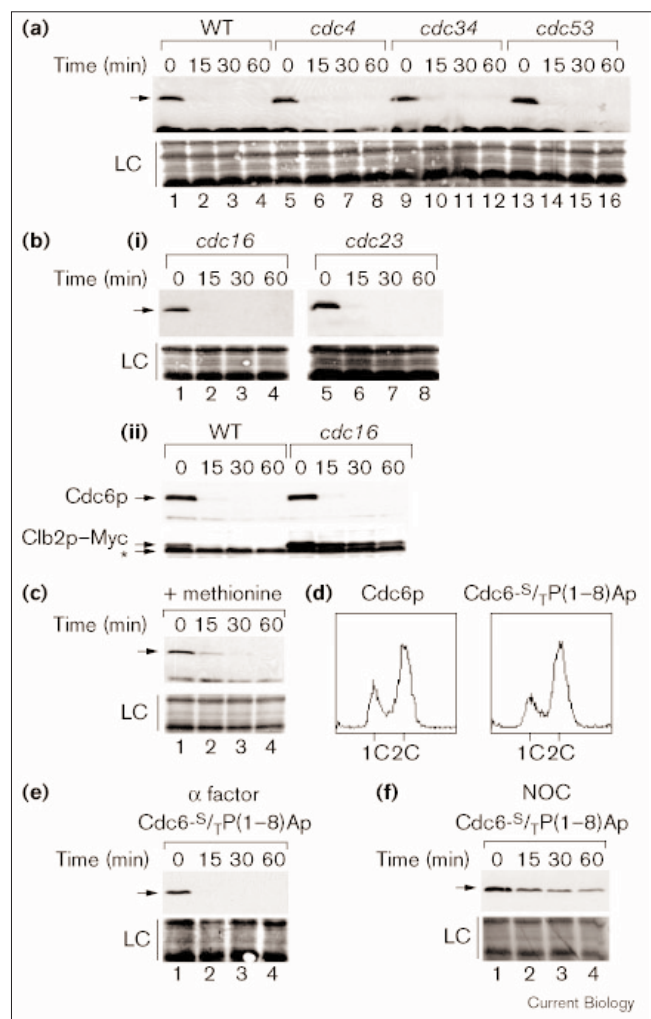 (a)
WT cdc4 cdc34 cdc53
Time (min) 0 15 30 60 0 15 30 60 0 15 30 60 0 15 30 60
LC
1 2 3 4 5 6 7 8 9 10 11 12 13 14 15 16
(b) (i)
cdc16 cdc23
Time (min) 0 15 30 60 0 15 30 60
LC
1 2 3 4 5 6 7 8
(ii)
WT cdc16
0 15 30 60 0 15 30 60
Cdc6p
Clb2p–Myc
*
(c) + methionine
Time (min) 0 15 30 60
LC
1 2 3 4
(d) Cdc6p Cdc6-S/TP(1–8)Ap
1C2C 1C2C
(e) α factor
Cdc6-S/TP(1–8)Ap
Time (min) 0 15 30 60
LC
1 2 3 4
(f) NOC
Cdc6-S/TP(1–8)Ap
Time (min) 0 15 30 60
LC
1 2 3 4
Current Biology